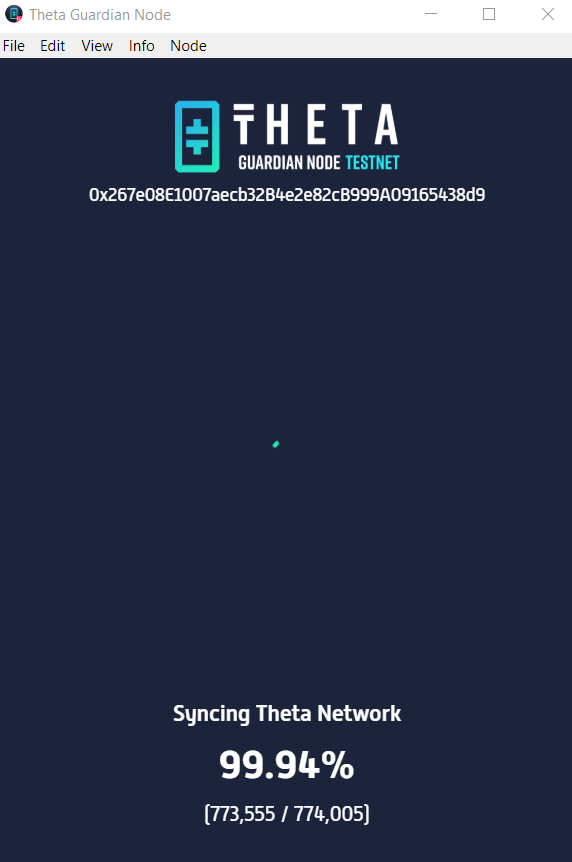 Theta Guardian Node
File Edit View Info Node
THETA
GUARDIAN NODE TESTNET
0x267e08E1007aecb32B4e2e82cB999A09165438d9
Syncing Theta Network
99.94%
(773,555 / 774,005)